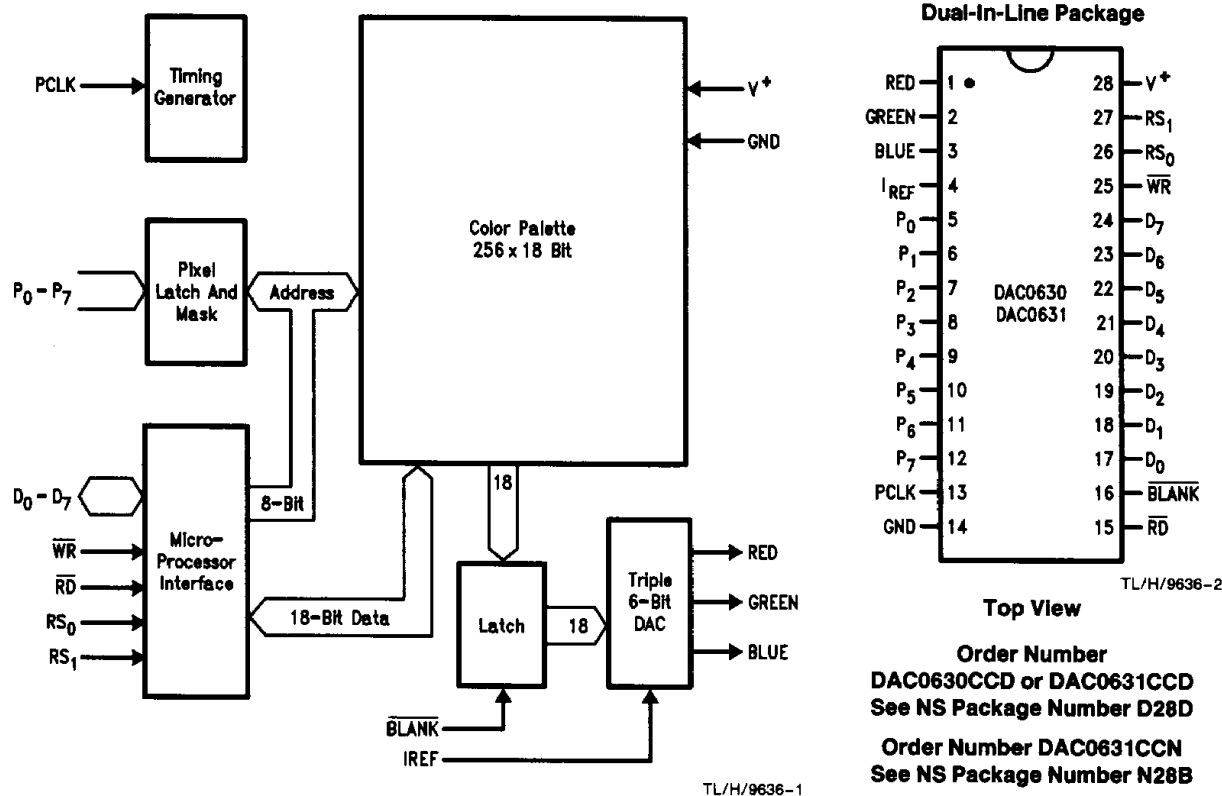 PCLK
Timing
Generator
Color Palette
256 x 18 Bit
V+
GND
P0 – P7
Pixel
Latch And
Mask
Address
D0 – D7
W̅R̅
R̅D̅
RS0
RS1
Micro-
Processor
Interface
8-Bit
18-Bit Data
18
Latch
18
Triple
6-Bit
DAC
RED
GREEN
BLUE
B̅L̅A̅N̅K̅
IREF
TL/H/9636-1
Dual-In-Line Package
RED 1 28 V+
GREEN 2 27 RS1
BLUE 3 26 RS0
IREF 4 25 W̅R̅
P0 5 24 D7
P1 6 23 D6
P2 7 22 D5
P3 8 21 D4
P4 9 20 D3
P5 10 19 D2
P6 11 18 D1
P7 12 17 D0
PCLK 13 16 B̅L̅A̅N̅K̅
GND 14 15 R̅D̅
DAC0630
DAC0631
TL/H/9636-2
Top View
Order Number
DAC0630CCD or DAC0631CCD
See NS Package Number D28D
Order Number DAC0631CCN
See NS Package Number N28B